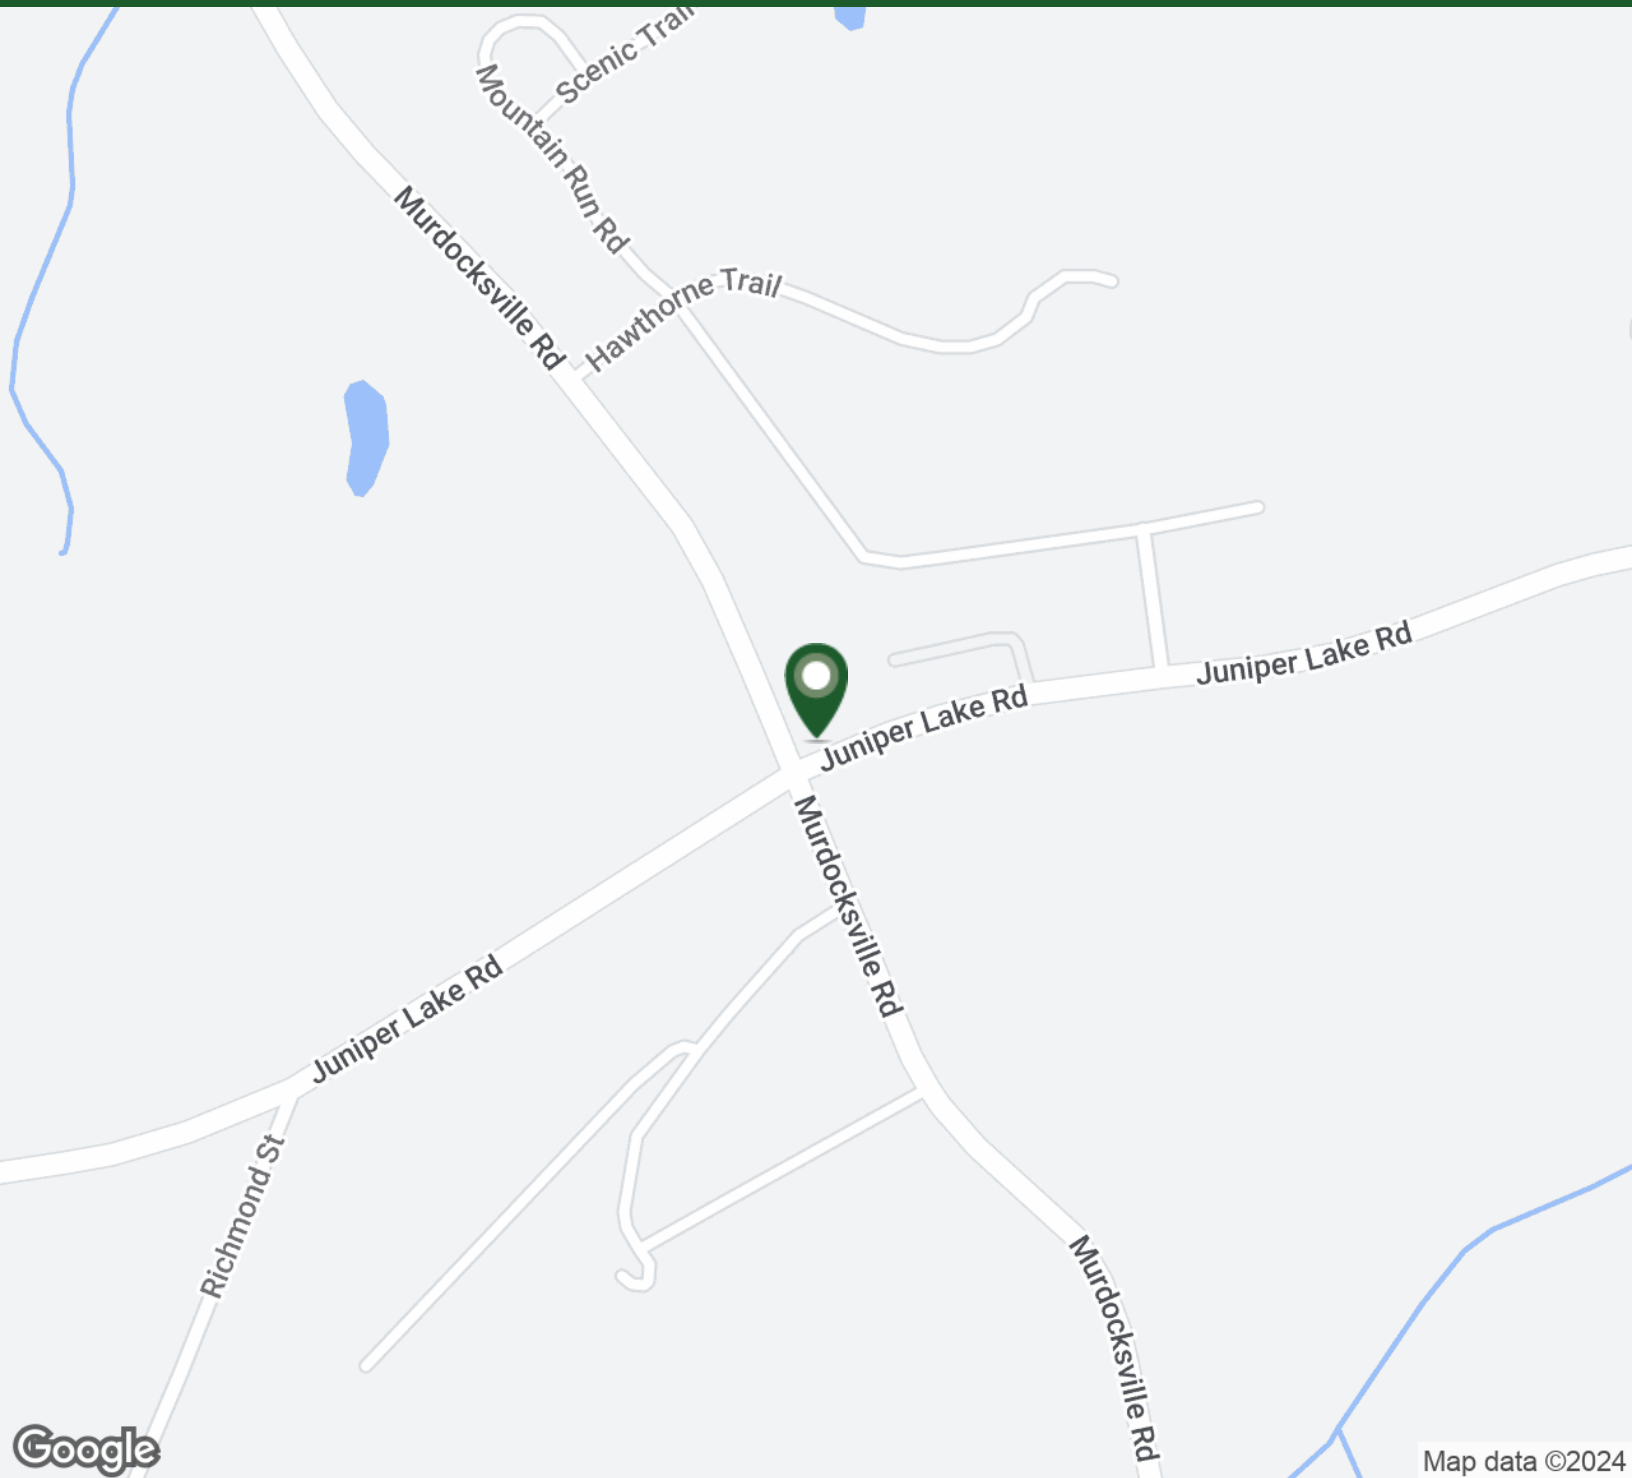 Scenic Trail
Mountain Run Rd
Murdocksville Rd
Hawthorne Trail
Juniper Lake Rd
Juniper Lake Rd
Murdocksville Rd
Juniper Lake Rd
Richmond St
Murdocksville Rd
Google
Map data ©2024